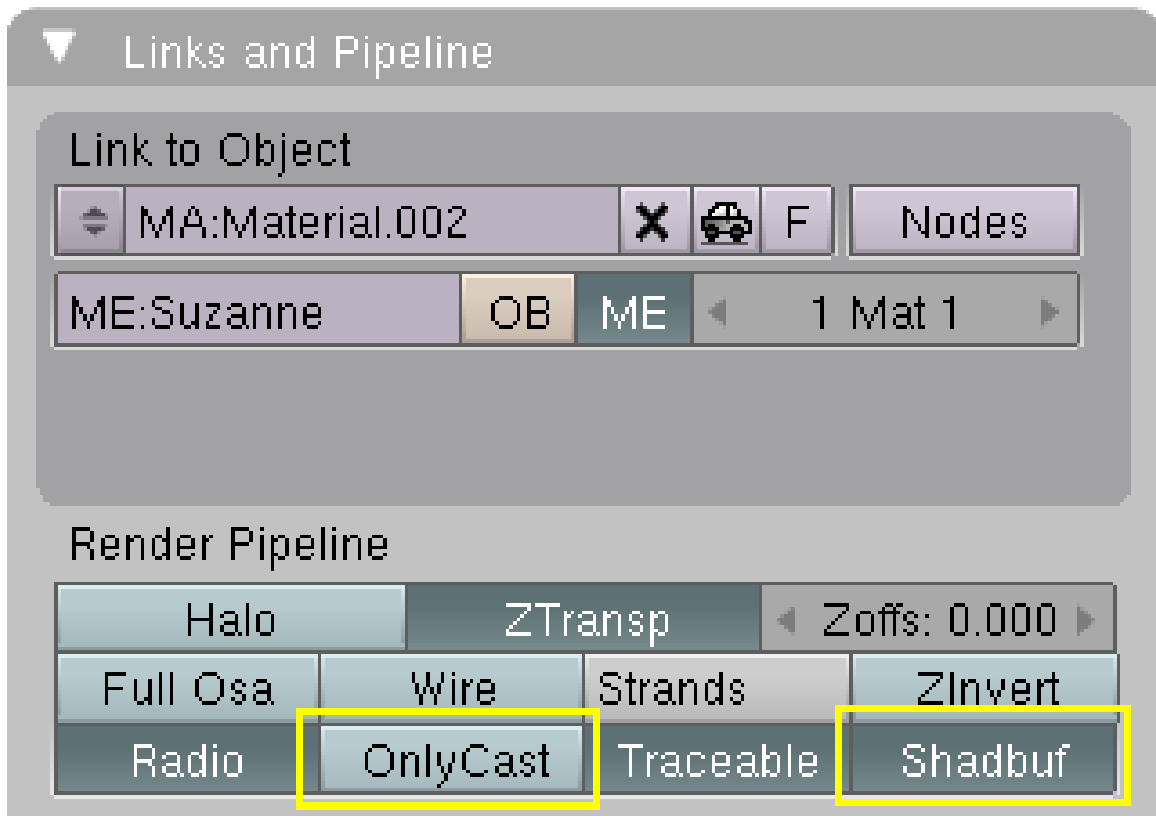 Links and Pipeline
Link to Object
MA:Material.002 F Nodes
ME:Suzanne OB ME 1 Mat 1
Render Pipeline
Halo ZTransp Zoffs: 0.000
Full Osa Wire Strands ZInvert
Radio OnlyCast Traceable Shadbuf